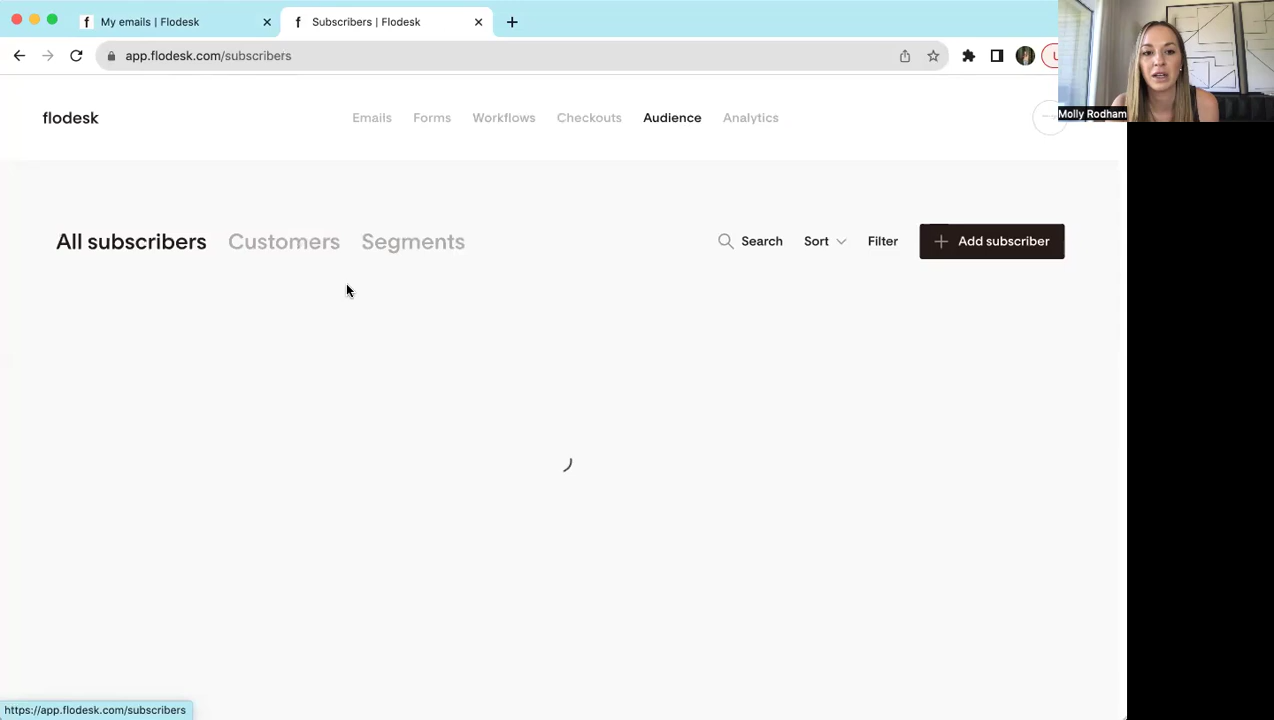 My emails | Flodesk
Subscribers | Flodesk
app.flodesk.com/subscribers
Molly Rodham
flodesk
Emails
Forms
Workflows
Checkouts
Audience
Analytics
All subscribers
Customers
Segments
Search
Sort
Filter
Add subscriber
https://app.flodesk.com/subscribers